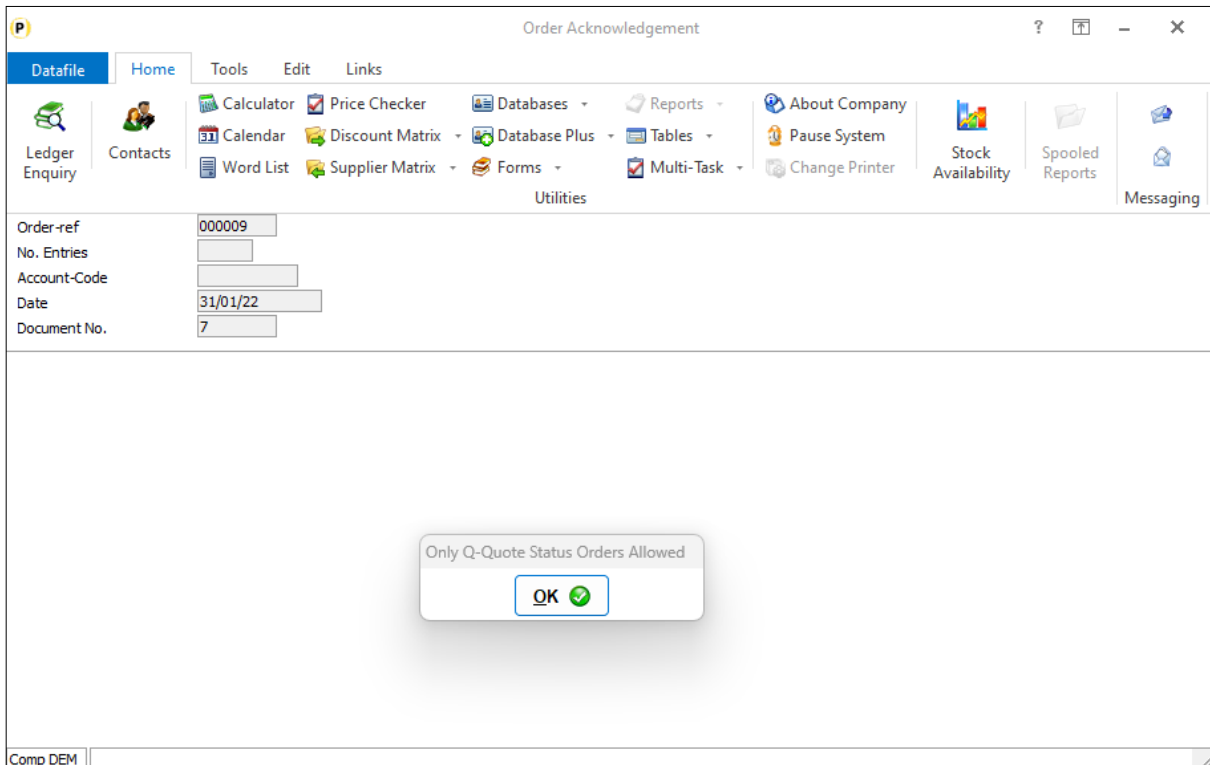 P
Order Acknowledgement
?
Datafile Home Tools Edit Links
Calculator Price Checker Databases Reports About Company
31 Calendar Discount Matrix Database Plus Tables Pause System
Word List Supplier Matrix Forms Multi-Task Change Printer
Ledger
Enquiry
Contacts
Stock
Availability
Spooled
Reports
Utilities
Messaging
Order-ref 000009
No. Entries
Account-Code
Date 31/01/22
Document No. 7
Only Q-Quote Status Orders Allowed
OK
Comp DEM